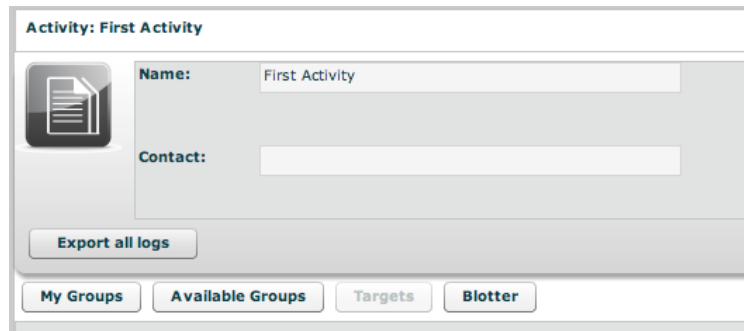 Activity: First Activity
Name: First Activity
Contact:
Export all logs
My Groups Available Groups Targets Blotter